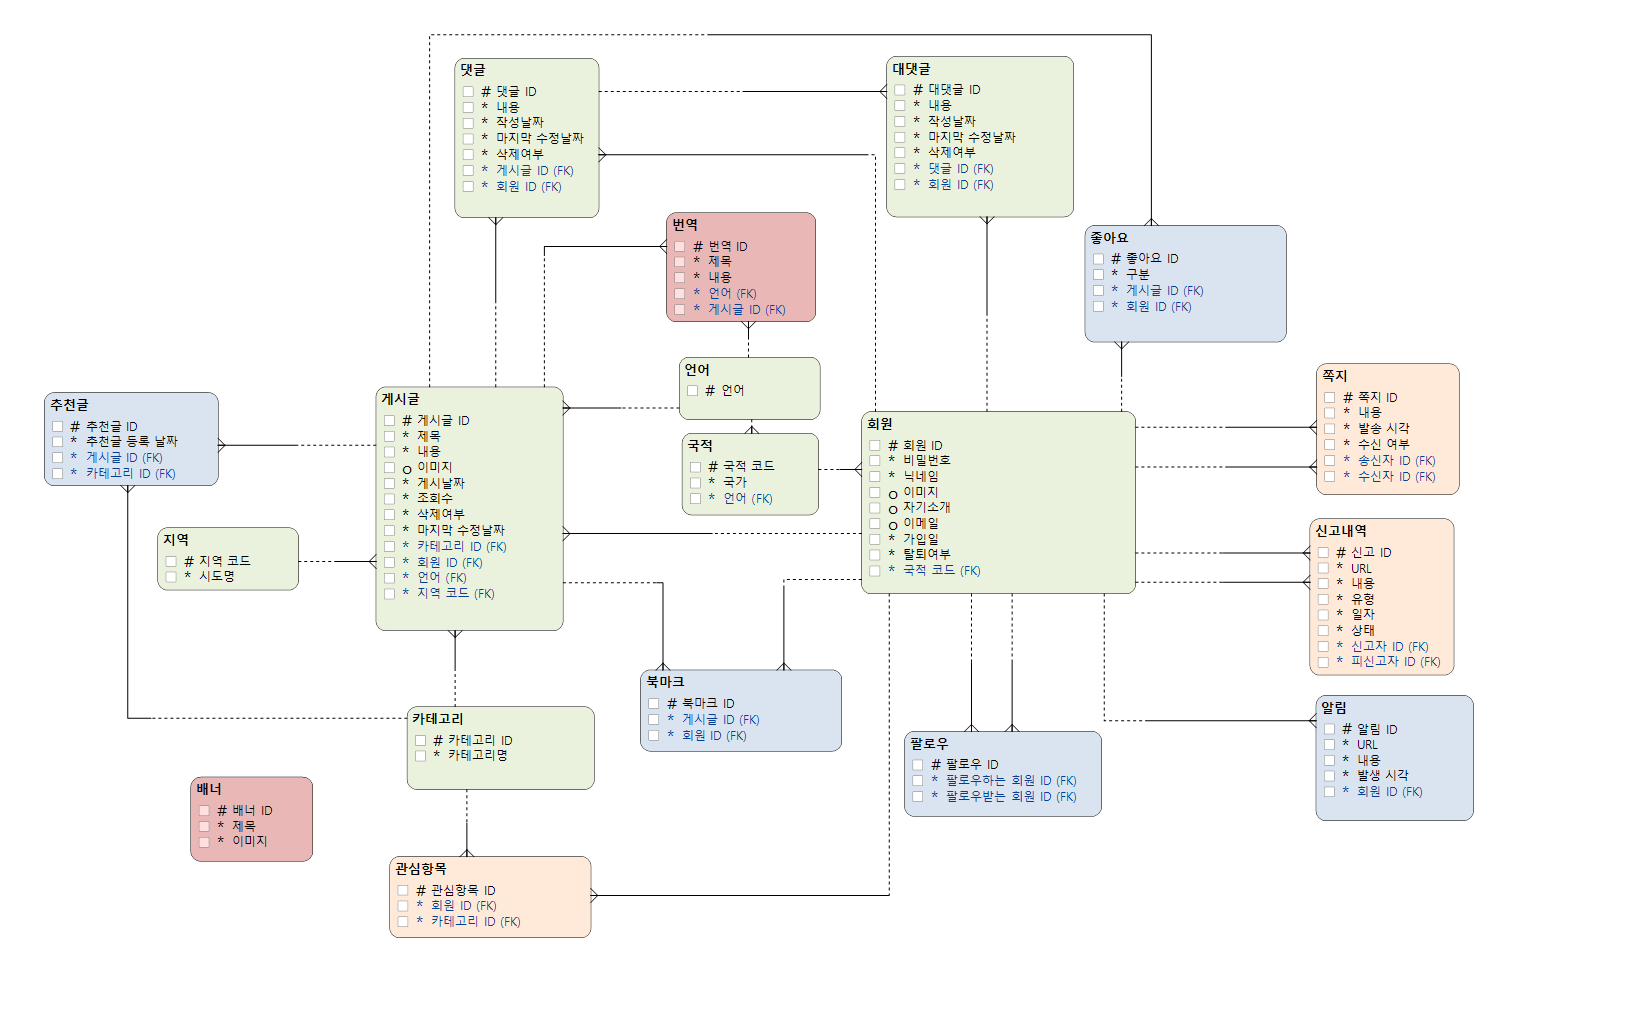 댓글
# 댓글 ID
* 내용
* 작성날짜
* 마지막 수정날짜
* 삭제여부
* 게시글 ID (FK)
* 회원 ID (FK)
대댓글
# 대댓글 ID
* 내용
* 작성날짜
* 마지막 수정날짜
* 삭제여부
* 댓글 ID (FK)
* 회원 ID (FK)
번역
# 번역 ID
* 제목
* 내용
* 언어 (FK)
* 게시글 ID (FK)
좋아요
# 좋아요 ID
* 구분
* 게시글 ID (FK)
* 회원 ID (FK)
언어
# 언어
쪽지
# 쪽지 ID
* 내용
* 발송 시각
* 수신 여부
* 송신자 ID (FK)
* 수신자 ID (FK)
추천글
# 추천글 ID
* 추천글 등록 날짜
* 게시글 ID (FK)
* 카테고리 ID (FK)
게시글
# 게시글 ID
* 제목
* 내용
o 이미지
* 게시날짜
* 조회수
* 삭제여부
* 마지막 수정날짜
* 카테고리 ID (FK)
* 회원 ID (FK)
* 언어 (FK)
* 지역 코드 (FK)
국적
# 국적 코드
* 국가
* 언어 (FK)
회원
# 회원 ID
* 비밀번호
* 닉네임
o 이미지
o 자기소개
o 이메일
* 가입일
* 탈퇴여부
* 국적 코드 (FK)
지역
# 지역 코드
* 시도명
신고내역
# 신고 ID
* URL
* 내용
* 유형
* 일자
* 상태
* 신고자 ID (FK)
* 피신고자 ID (FK)
북마크
# 북마크 ID
* 게시글 ID (FK)
* 회원 ID (FK)
카테고리
# 카테고리 ID
* 카테고리명
팔로우
# 팔로우 ID
* 팔로우하는 회원 ID (FK)
* 팔로우받는 회원 ID (FK)
알림
# 알림 ID
* URL
* 내용
* 발생 시각
* 회원 ID (FK)
배너
# 배너 ID
* 제목
* 이미지
관심항목
# 관심항목 ID
* 회원 ID (FK)
* 카테고리 ID (FK)